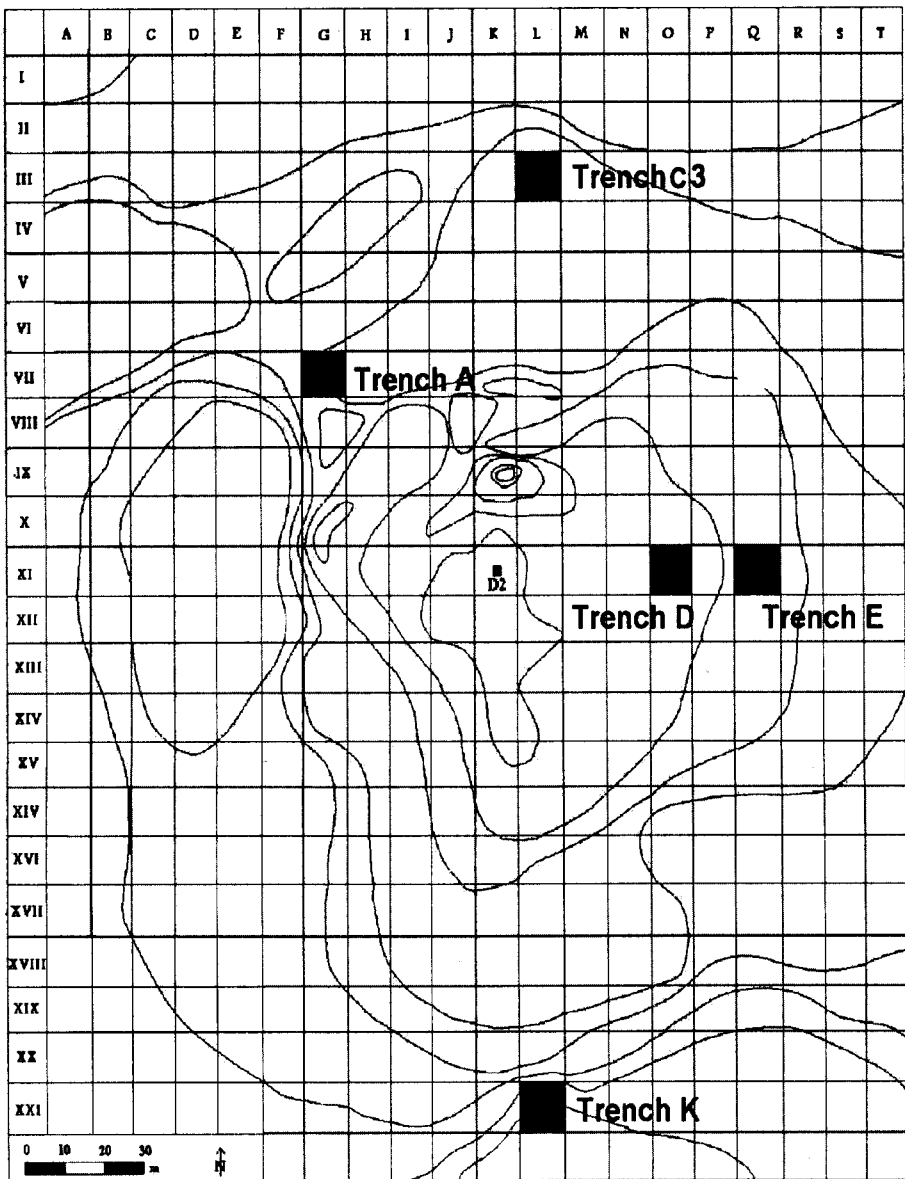 A B C D E F G H I J K L M N O P Q R S T
I
II
III
Trench C3
IV
V
VI
VII
Trench A
VIII
IX
X
XI
D2
XII
Trench D
Trench E
XIII
XIV
XV
XIV
XVI
XVII
XVIII
XIX
XX
XXI
Trench K
0 10 20 30
m
N